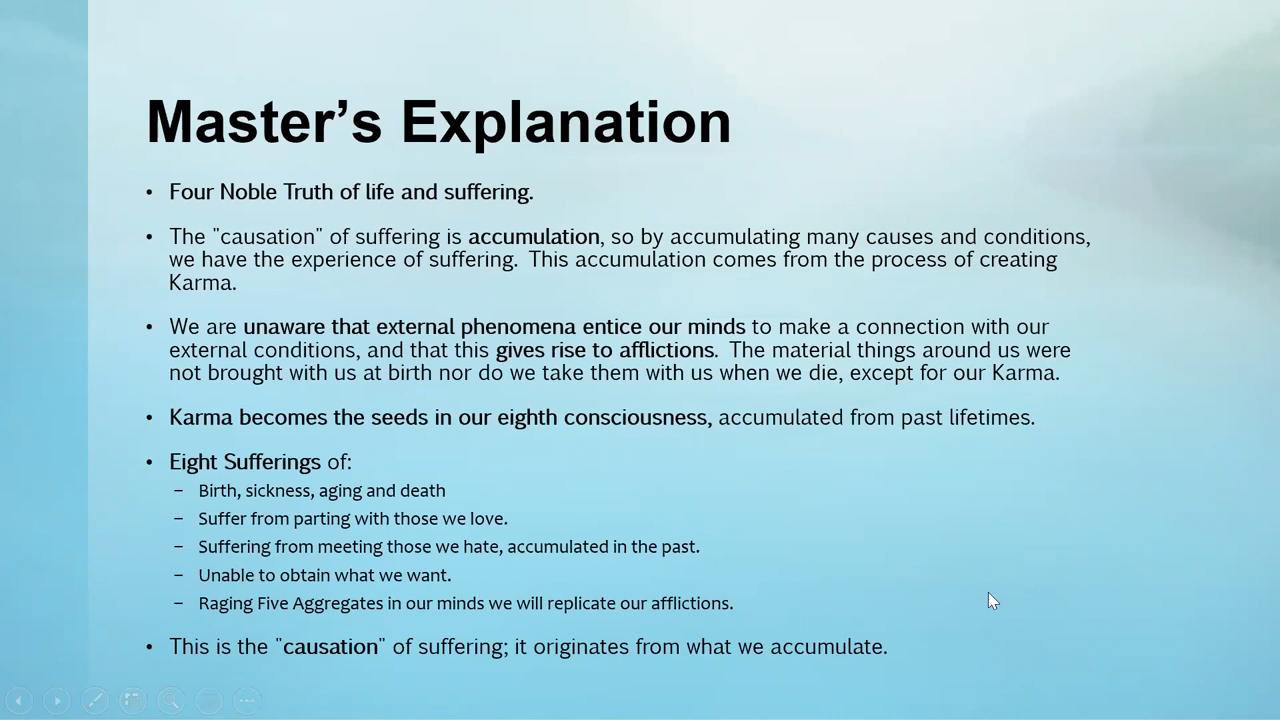 Master’s Explanation
• Four Noble Truth of life and suffering.
• The "causation" of suffering is accumulation, so by accumulating many causes and conditions,
we have the experience of suffering. This accumulation comes from the process of creating
Karma.
• We are unaware that external phenomena entice our minds to make a connection with our
external conditions, and that this gives rise to afflictions. The material things around us were
not brought with us at birth nor do we take them with us when we die, except for our Karma.
• Karma becomes the seeds in our eighth consciousness, accumulated from past lifetimes.
• Eight Sufferings of:
– Birth, sickness, aging and death
– Suffer from parting with those we love.
– Suffering from meeting those we hate, accumulated in the past.
– Unable to obtain what we want.
– Raging Five Aggregates in our minds we will replicate our afflictions.
• This is the "causation" of suffering; it originates from what we accumulate.